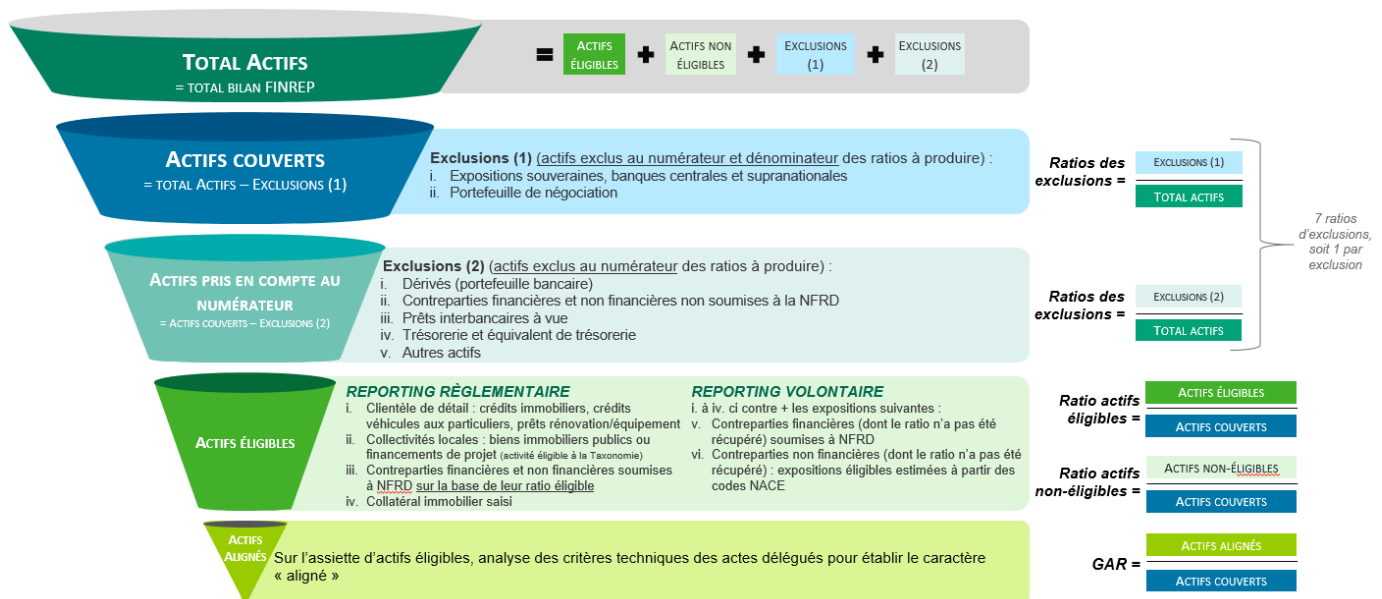 TOTAL ACTIFS
= TOTAL BILAN FINREP
=
ACTIFS
ÉLIGIBLES
+
ACTIFS NON
ÉLIGIBLES
+
EXCLUSIONS
(1)
+
EXCLUSIONS
(2)
ACTIFS COUVERTS
= TOTAL ACTIFS – EXCLUSIONS (1)
Exclusions (1) (actifs exclus au numérateur et dénominateur des ratios à produire) :
i. Expositions souveraines, banques centrales et supranationales
ii. Portefeuille de négociation
Ratios des
exclusions =
EXCLUSIONS (1)
TOTAL ACTIFS
ACTIFS PRIS EN COMPTE AU
NUMÉRATEUR
= ACTIFS COUVERTS – EXCLUSIONS (2)
Exclusions (2) (actifs exclus au numérateur des ratios à produire) :
i. Dérivés (portefeuille bancaire)
ii. Contreparties financières et non financières non soumises à la NFRD
iii. Prêts interbancaires à vue
iv. Trésorerie et équivalent de trésorerie
v. Autres actifs
Ratios des
exclusions =
EXCLUSIONS (2)
TOTAL ACTIFS
7 ratios
d'exclusions,
soit 1 par
exclusion
ACTIFS ÉLIGIBLES
REPORTING RÈGLEMENTAIRE
i. Clientèle de détail : crédits immobiliers, crédits
véhicules aux particuliers, prêts rénovation/équipement
ii. Collectivités locales : biens immobiliers publics ou
financements de projet (activité éligible à la Taxonomie)
iii. Contreparties financières et non financières soumises
à NFRD sur la base de leur ratio éligible
iv. Collatéral immobilier saisi
REPORTING VOLONTAIRE
i. à iv. ci contre + les expositions suivantes :
v. Contreparties financières (dont le ratio n'a pas été
récupéré) soumises à NFRD
vi. Contreparties non financières (dont le ratio n'a pas été
récupéré) : expositions éligibles estimées à partir des
codes NACE
Ratio actifs
éligibles =
ACTIFS ÉLIGIBLES
ACTIFS COUVERTS
Ratio actifs
non-éligibles =
ACTIFS NON-ÉLIGIBLES
ACTIFS COUVERTS
ACTIFS
ALIGNÉS
Sur l'assiette d'actifs éligibles, analyse des critères techniques des actes délégués pour établir le caractère
« aligné »
GAR =
ACTIFS ALIGNÉS
ACTIFS COUVERTS